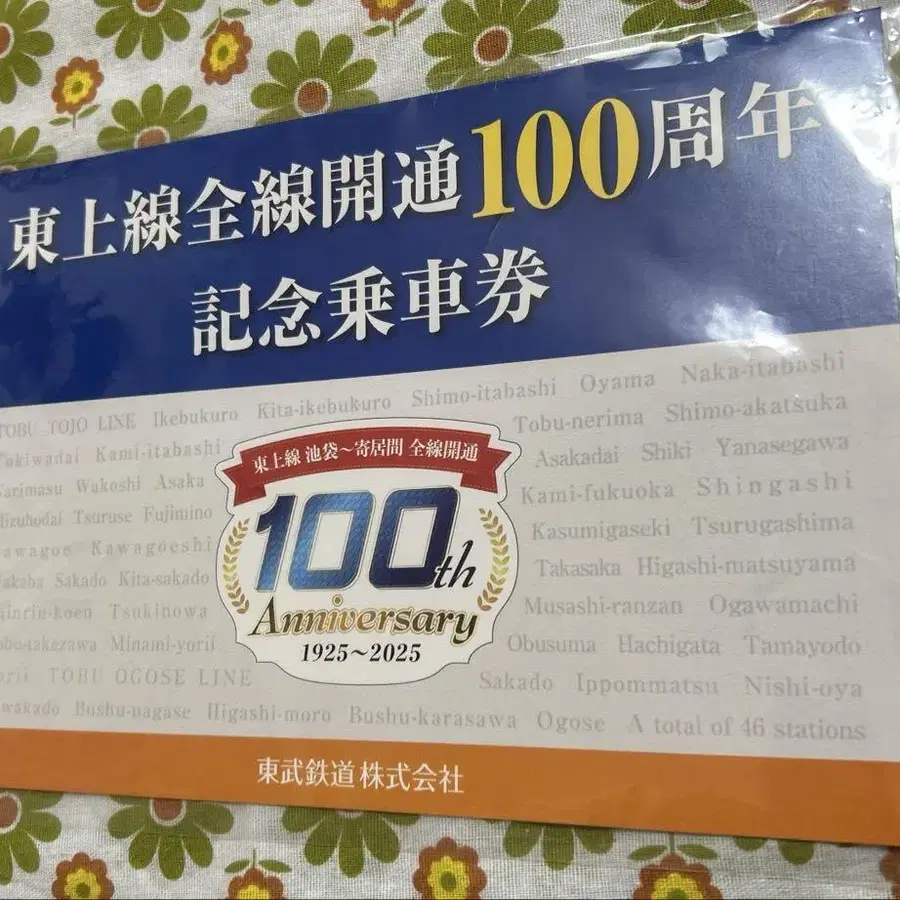 東上線全線開通100周年
記念乗車券
TOBU TOJO LINE Ikebukuro Kita-ikebukuro Shimo-itabashi Oyama Naka-itabashi
Tokiwadai Kami-itabashi Tobu-nerima Shimo-akatsuka
Narimasu Wakoshi Asaka Asakadai Shiki Yanasegawa
Mizuhodai Tsuruse Fujimino Kami-fukuoka Shingashi
Kawagoe Kawagoeshi Kasumigaseki Tsurugashima
Wakaba Sakado Kita-sakado Takasaka Higashi-matsuyama
Shinrin-koen Tsukinowa Musashi-ranzan Ogawamachi
Tobu-takezawa Minami-yorii Obusuma Hachigata Tamayodo
Yorii TOBU OGOSE LINE Sakado Ippommatsu Nishi-oya
Kawakado Bushu-nagase Higashi-moro Bushu-karasawa Ogose A total of 46 stations
東上線 池袋~寄居間 全線開通
100th
Anniversary
1925~2025
東武鉄道株式会社